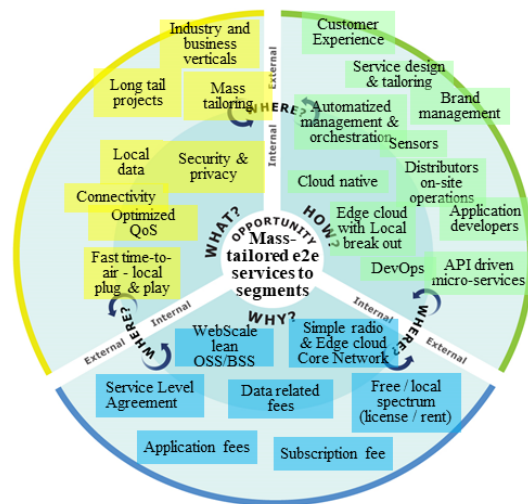 Industry and
business
verticals
Long tail
projects
Mass
tailoring
Local
data
Security &
privacy
Connectivity
Optimized
QoS
Fast time-to-
air - local
plug & play
WHAT?
External
Internal
WHERE?
Customer
Experience
Service design
& tailoring
Brand
management
Automatized
management &
orchestration
Sensors
Cloud native
Distributors
on-site
operations
Edge cloud
with Local
break out
Application
developers
DevOps
API driven
micro-services
HOW?
OPPORTUNITY
Mass-
tailored e2e
services to
segments
WHY?
External
Internal
WHERE?
Internal
External
WHERE?
WebScale
lean
OSS/BSS
Simple radio
& Edge cloud
Core Network
Service Level
Agreement
Data related
fees
Free / local
spectrum
(license / rent)
Application fees
Subscription fee